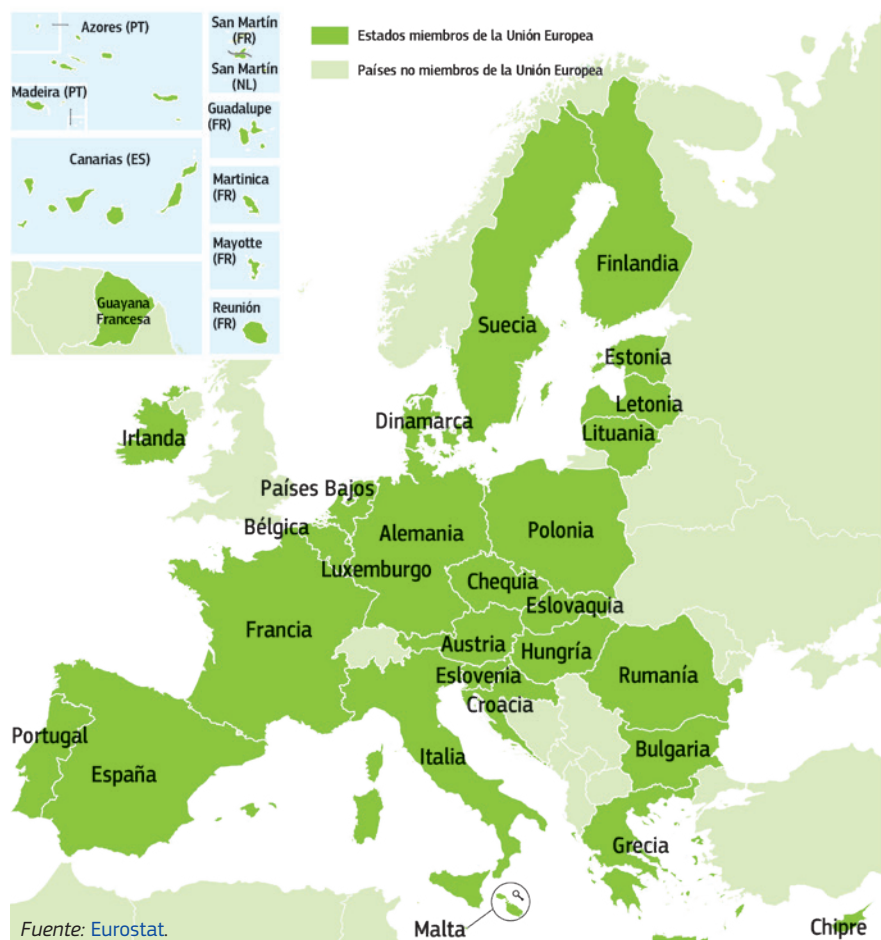 Azores (PT)
Madeira (PT)
Canarias (ES)
Guayana
Francesa
San Martín
(FR)
San Martín
(NL)
Guadalupe
(FR)
Martinica
(FR)
Mayotte
(FR)
Reunión
(FR)
Estados miembros de la Unión Europea
Países no miembros de la Unión Europea
Finlandia
Suecia
Estonia
Letonia
Lituania
Dinamarca
Irlanda
Países Bajos
Bélgica
Alemania
Polonia
Luxemburgo
Chequia
Eslovaquia
Francia
Austria
Hungría
Eslovenia
Rumanía
Croacia
Portugal
España
Italia
Bulgaria
Grecia
Malta
Chipre
Fuente: Eurostat.